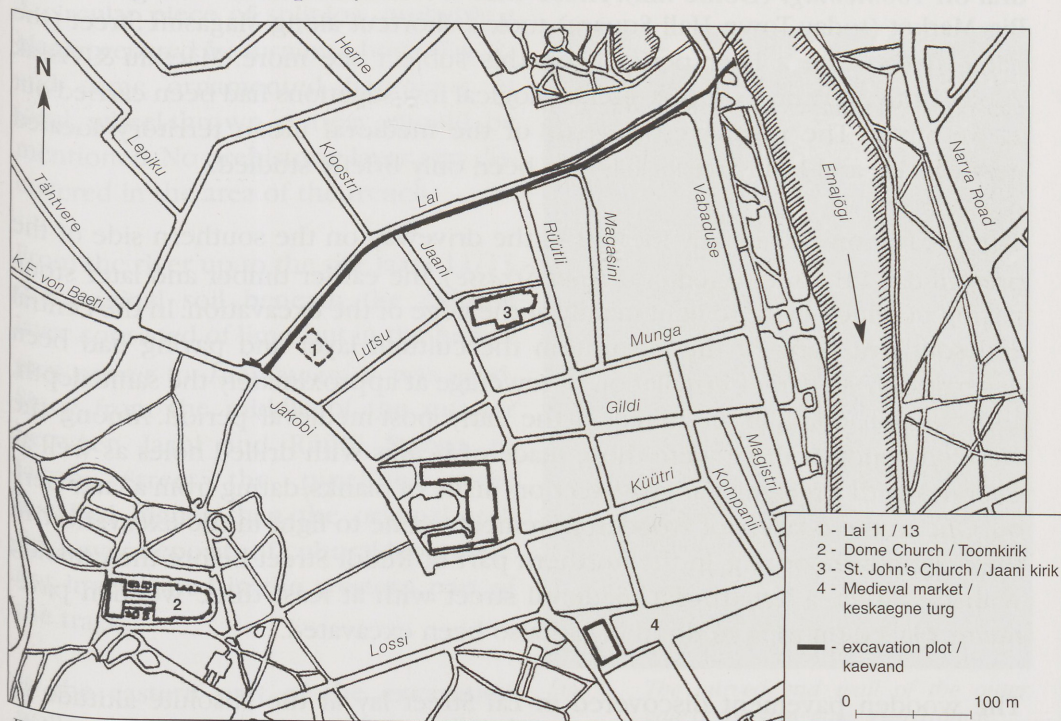 N
Herne
Kloostri
Lepiku
Tähtvere
K.E. von Baeri
Lai
Jaani
Rüütli
Magasini
Vabaduse
Emajõgi
Narva Road
1
Lutsu
3
Munga
Jakobi
Gildi
Küütri
Magistri
Kompanii
2
Lossi
4
1 - Lai 11 / 13
2 - Dome Church / Toomkirik
3 - St. John's Church / Jaani kirik
4 - Medieval market /
keskaegne turg
- excavation plot /
kaevand
0 100 m